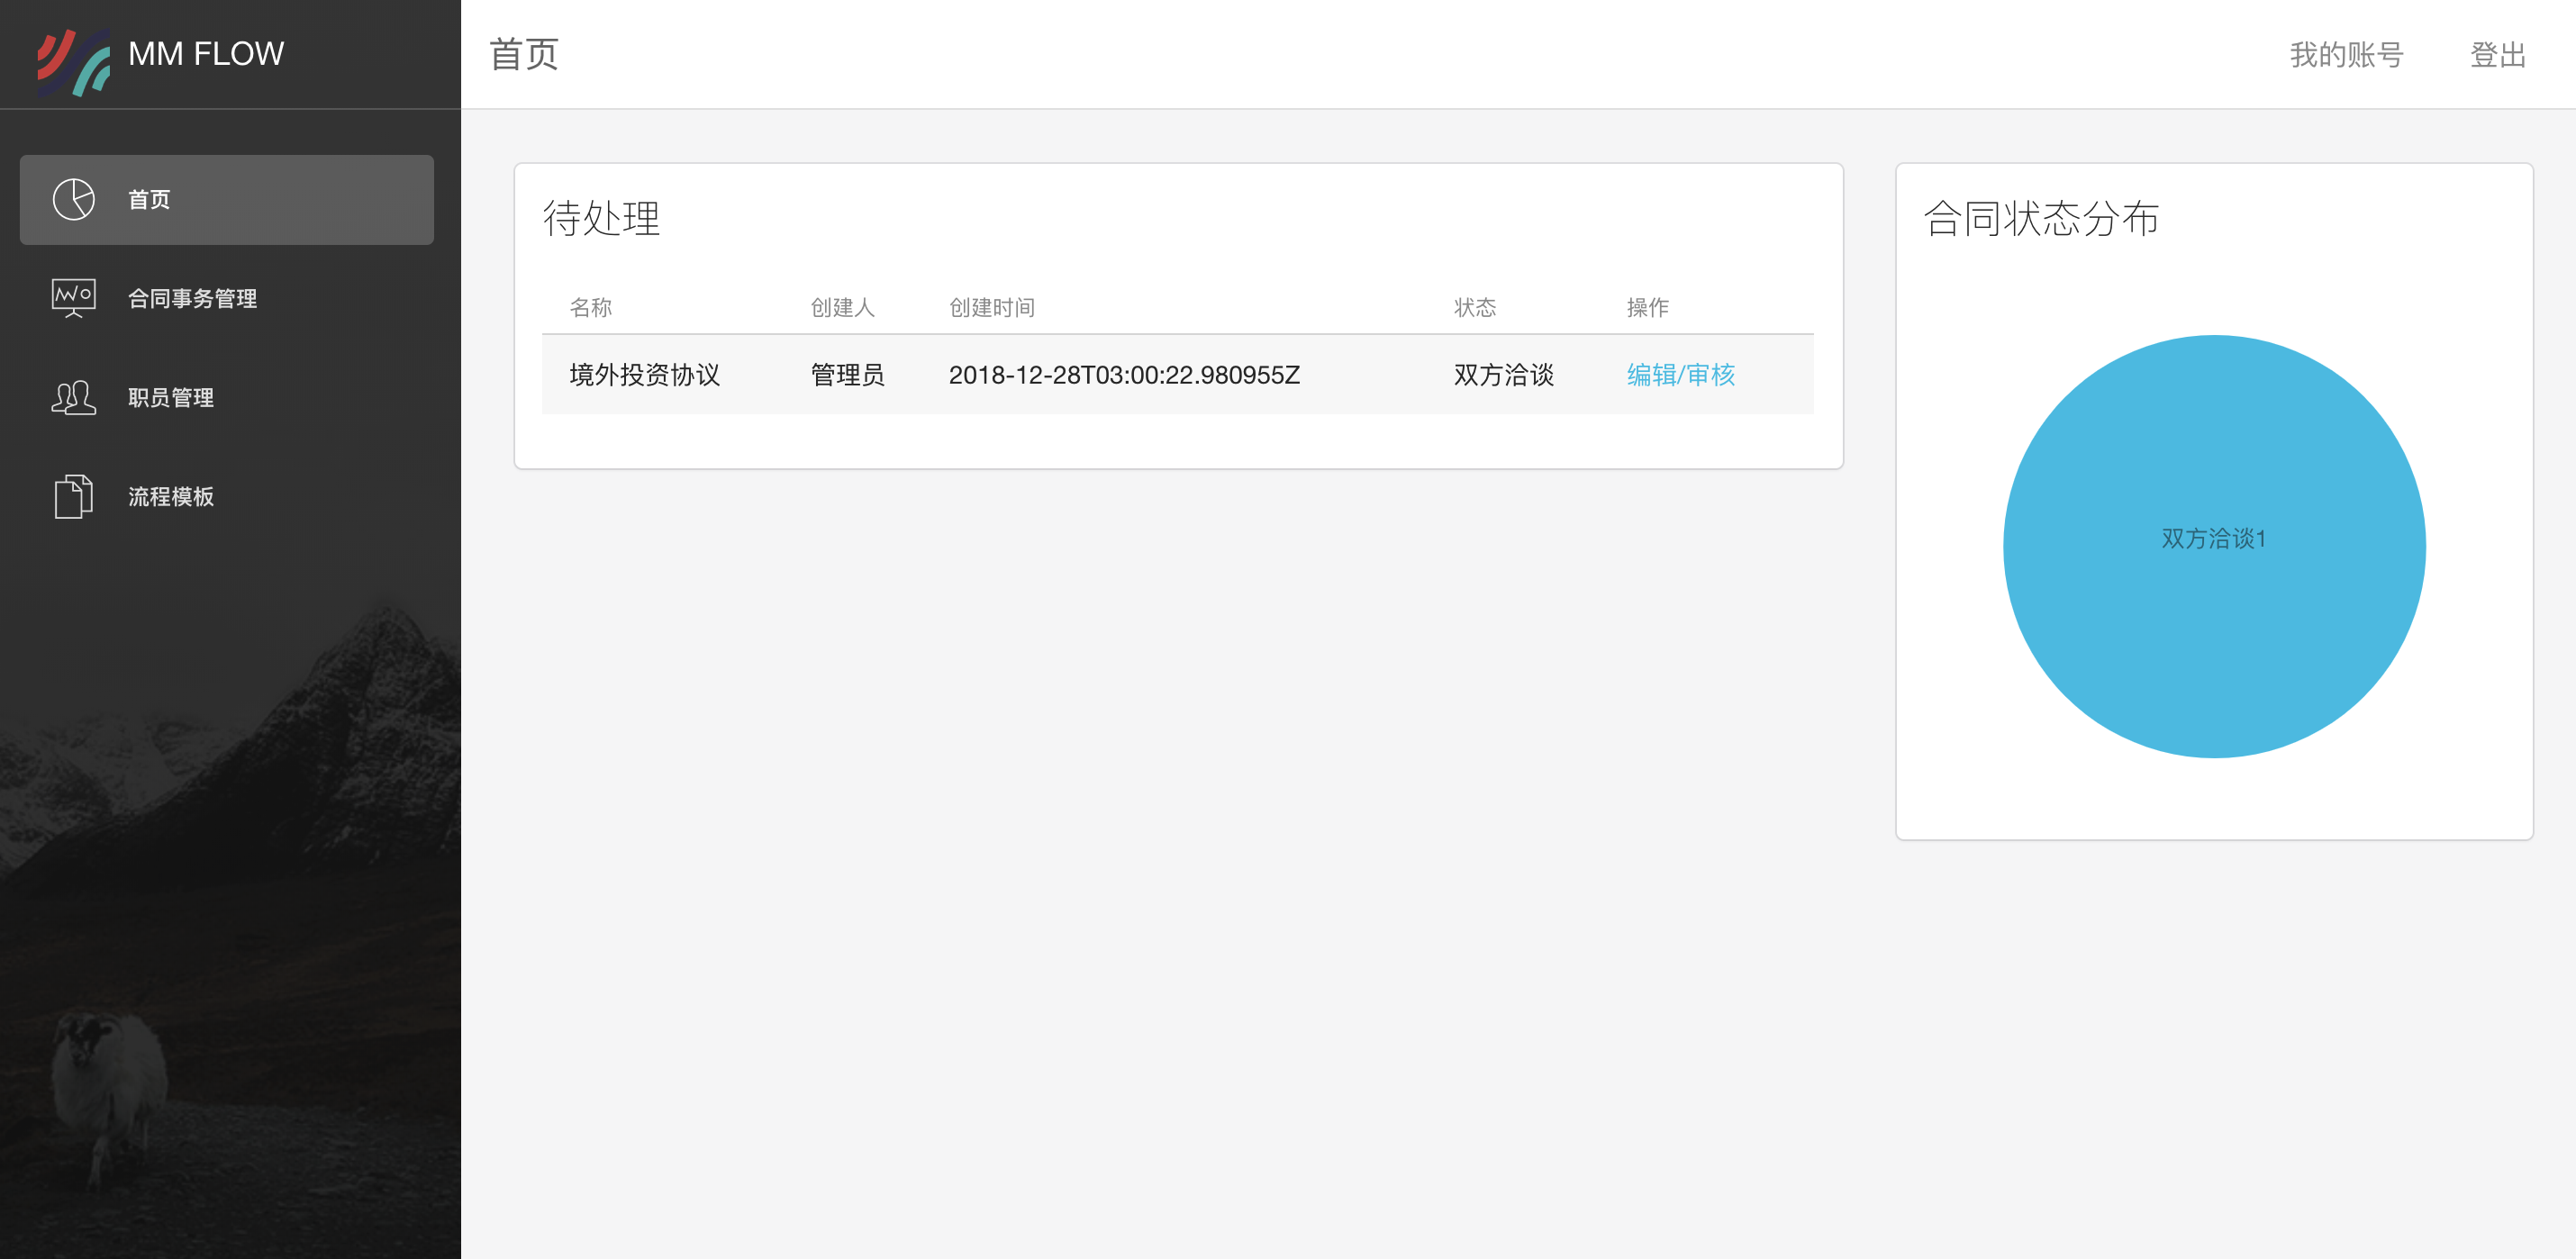 MM FLOW
首页
我的账号
登出
首页
合同事务管理
职员管理
流程模板
待处理
名称 创建人 创建时间 状态 操作
境外投资协议 管理员 2018-12-28T03:00:22.980955Z 双方洽谈 编辑/审核
合同状态分布
双方洽谈1